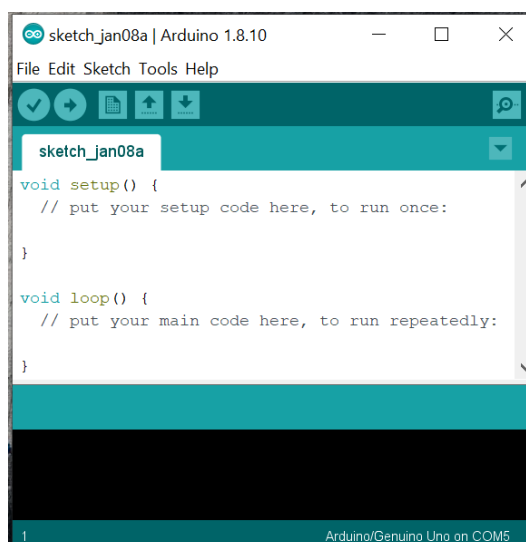 sketch_jan08a | Arduino 1.8.10
File Edit Sketch Tools Help
sketch_jan08a
void setup() {
  // put your setup code here, to run once:
}
void loop() {
  // put your main code here, to run repeatedly:
}
1 Arduino/Genuino Uno on COM5